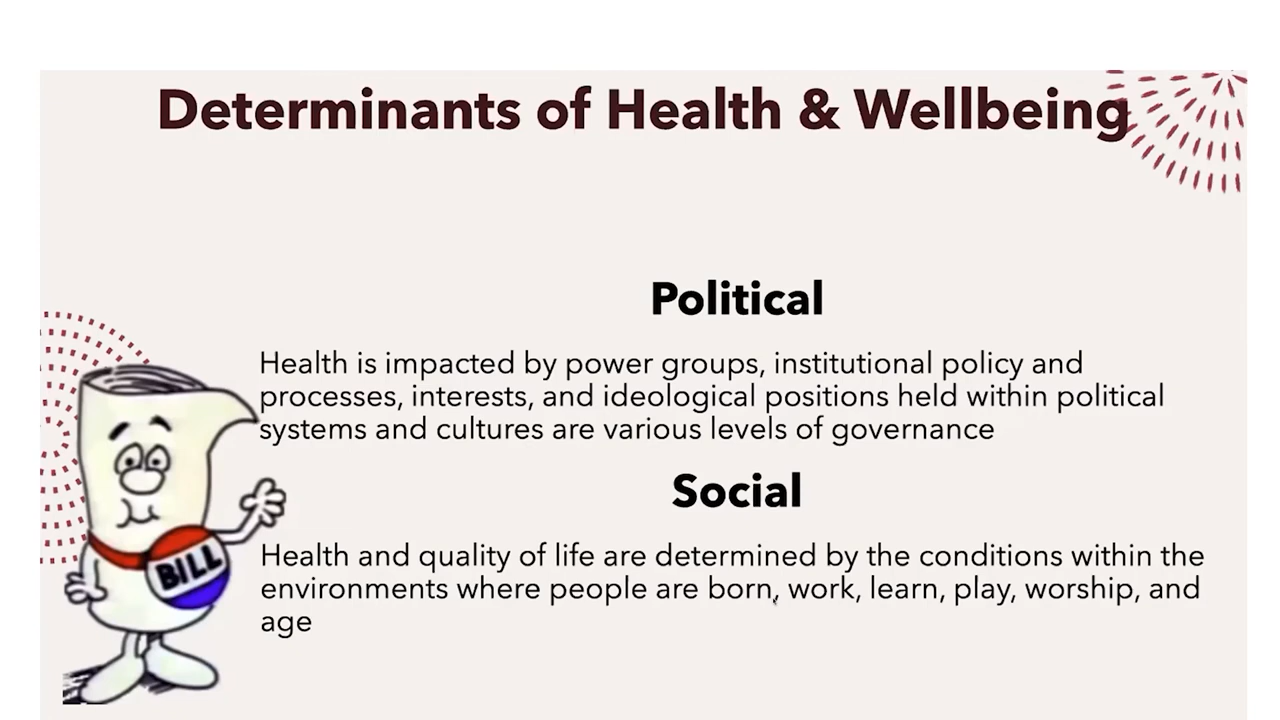 Determinants of Health & Wellbeing
Political
Health is impacted by power groups, institutional policy and
processes, interests, and ideological positions held within political
systems and cultures are various levels of governance
Social
Health and quality of life are determined by the conditions within the
environments where people are born, work, learn, play, worship, and
age
BILL